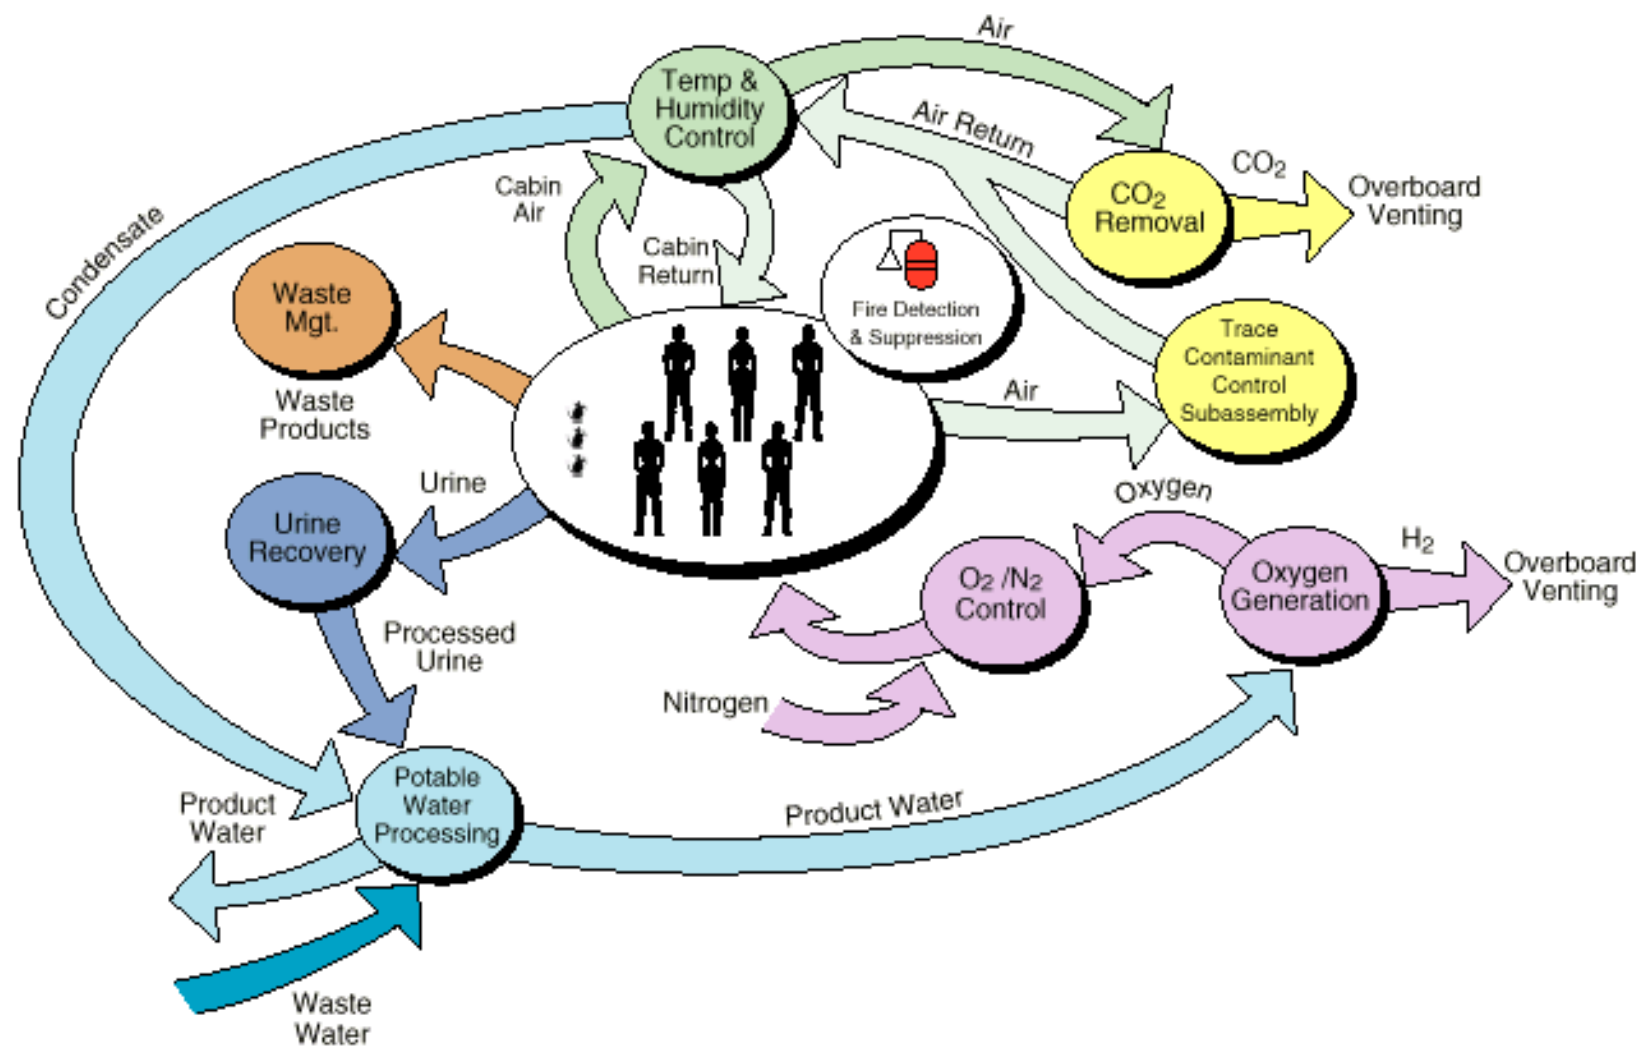 Air
Temp &
Humidity
Control
Air Return
CO2
CO2
Removal
Overboard
Venting
Cabin
Air
Cabin
Return
Condensate
Waste
Mgt.
Waste
Products
Fire Detection
& Suppression
Trace
Contaminant
Control
Subassembly
Air
Urine
Urine
Recovery
Oxygen
Processed
Urine
O2 /N2
Control
Oxygen
Generation
H2
Overboard
Venting
Nitrogen
Potable
Water
Processing
Product
Water
Product Water
Waste
Water